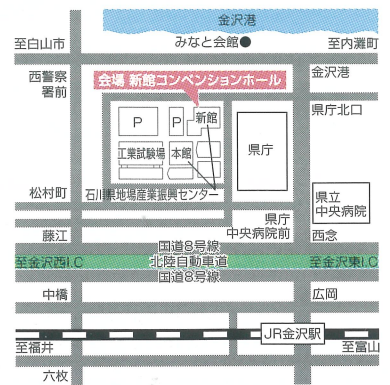 金沢港
至白山市
みなと会館
至内灘町
西警察
署前
会場 新館コンベンションホール
金沢港
P
P
新館
県庁北口
工業試験場
本館
県庁
松村町
石川県地場産業振興センター
県立
中央病院
藤江
県庁
中央病院前
西念
国道8号線
至金沢西I.C
北陸自動車道
至金沢東I.C
国道8号線
中橋
広岡
JR金沢駅
至福井
至富山
六枚